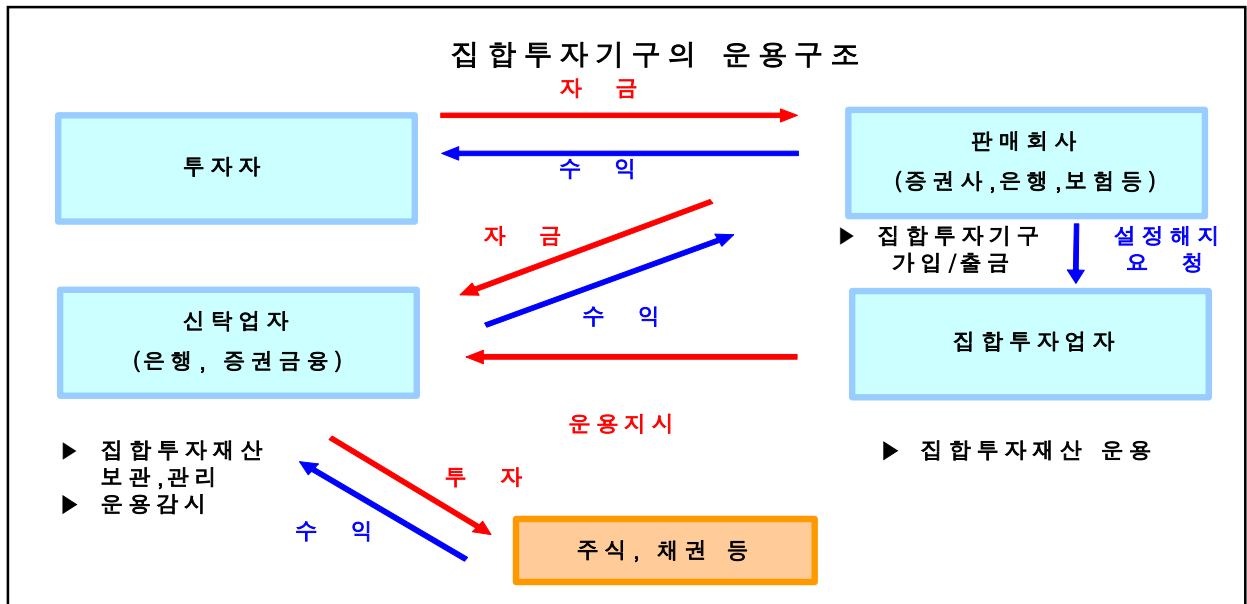 집합투자기구의 운용구조
자 금
투자자
수 익
판매회사
(증권사,은행,보험등)
자 금
▶ 집합투자기구
가입/출금
설정해지
요 청
수 익
신탁업자
(은행, 증권금융)
집합투자업자
운용지시
▶ 집합투자재산
보관,관리
▶ 운용감시
▶ 집합투자재산 운용
투 자
수 익
주식, 채권 등